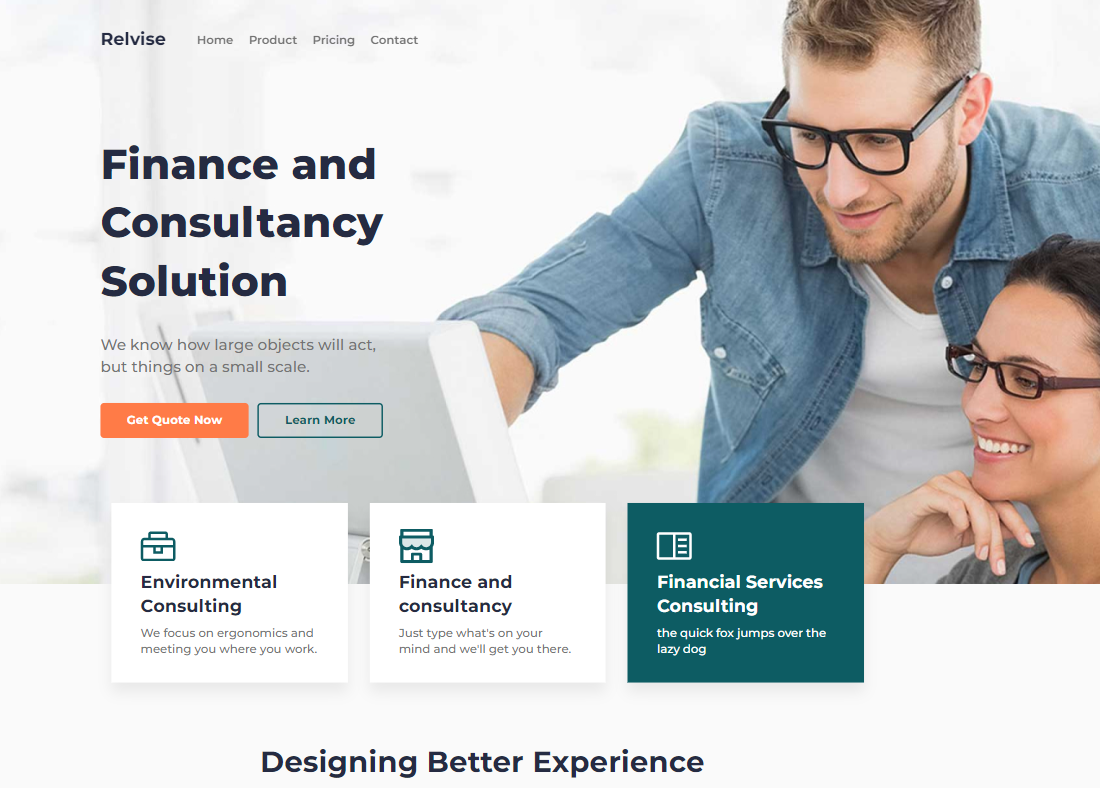 Relvise Home Product Pricing Contact
Finance and
Consultancy
Solution
We know how large objects will act,
but things on a small scale.
Get Quote Now Learn More
Environmental
Consulting
We focus on ergonomics and
meeting you where you work.
Finance and
consultancy
Just type what's on your
mind and we'll get you there.
Financial Services
Consulting
the quick fox jumps over the
lazy dog
Designing Better Experience